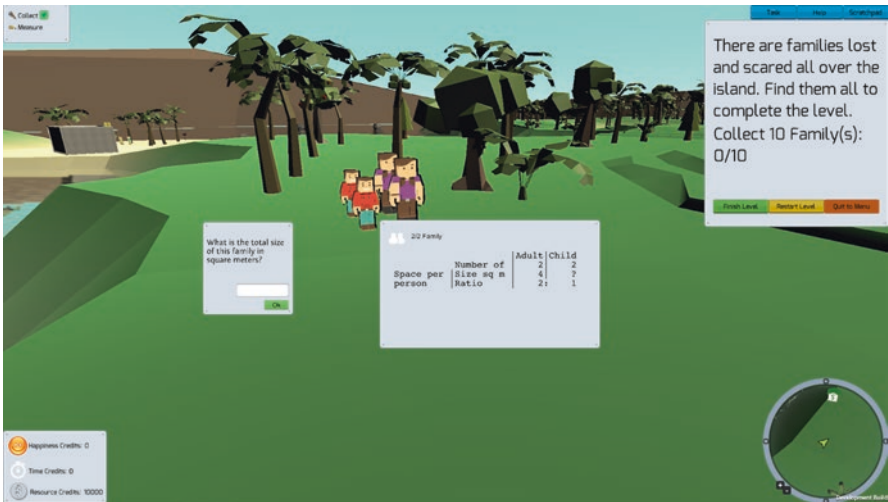 Collect
Measure
Task Help Scratchpad
There are families lost
and scared all over the
island. Find them all to
complete the level.
Collect 10 Family(s):
0/10
Finish Level Restart Level Quit to Menu
What is the total size
of this family in
square meters?
Ok
2/2 Family
|Adult|Child
Number of | 2| 2
Space per |Size sq m | 4| ?
person |Ratio | 2: 1
Happiness Credits: 0
Time Credits: 0
Resource Credits: 10000
Development Build